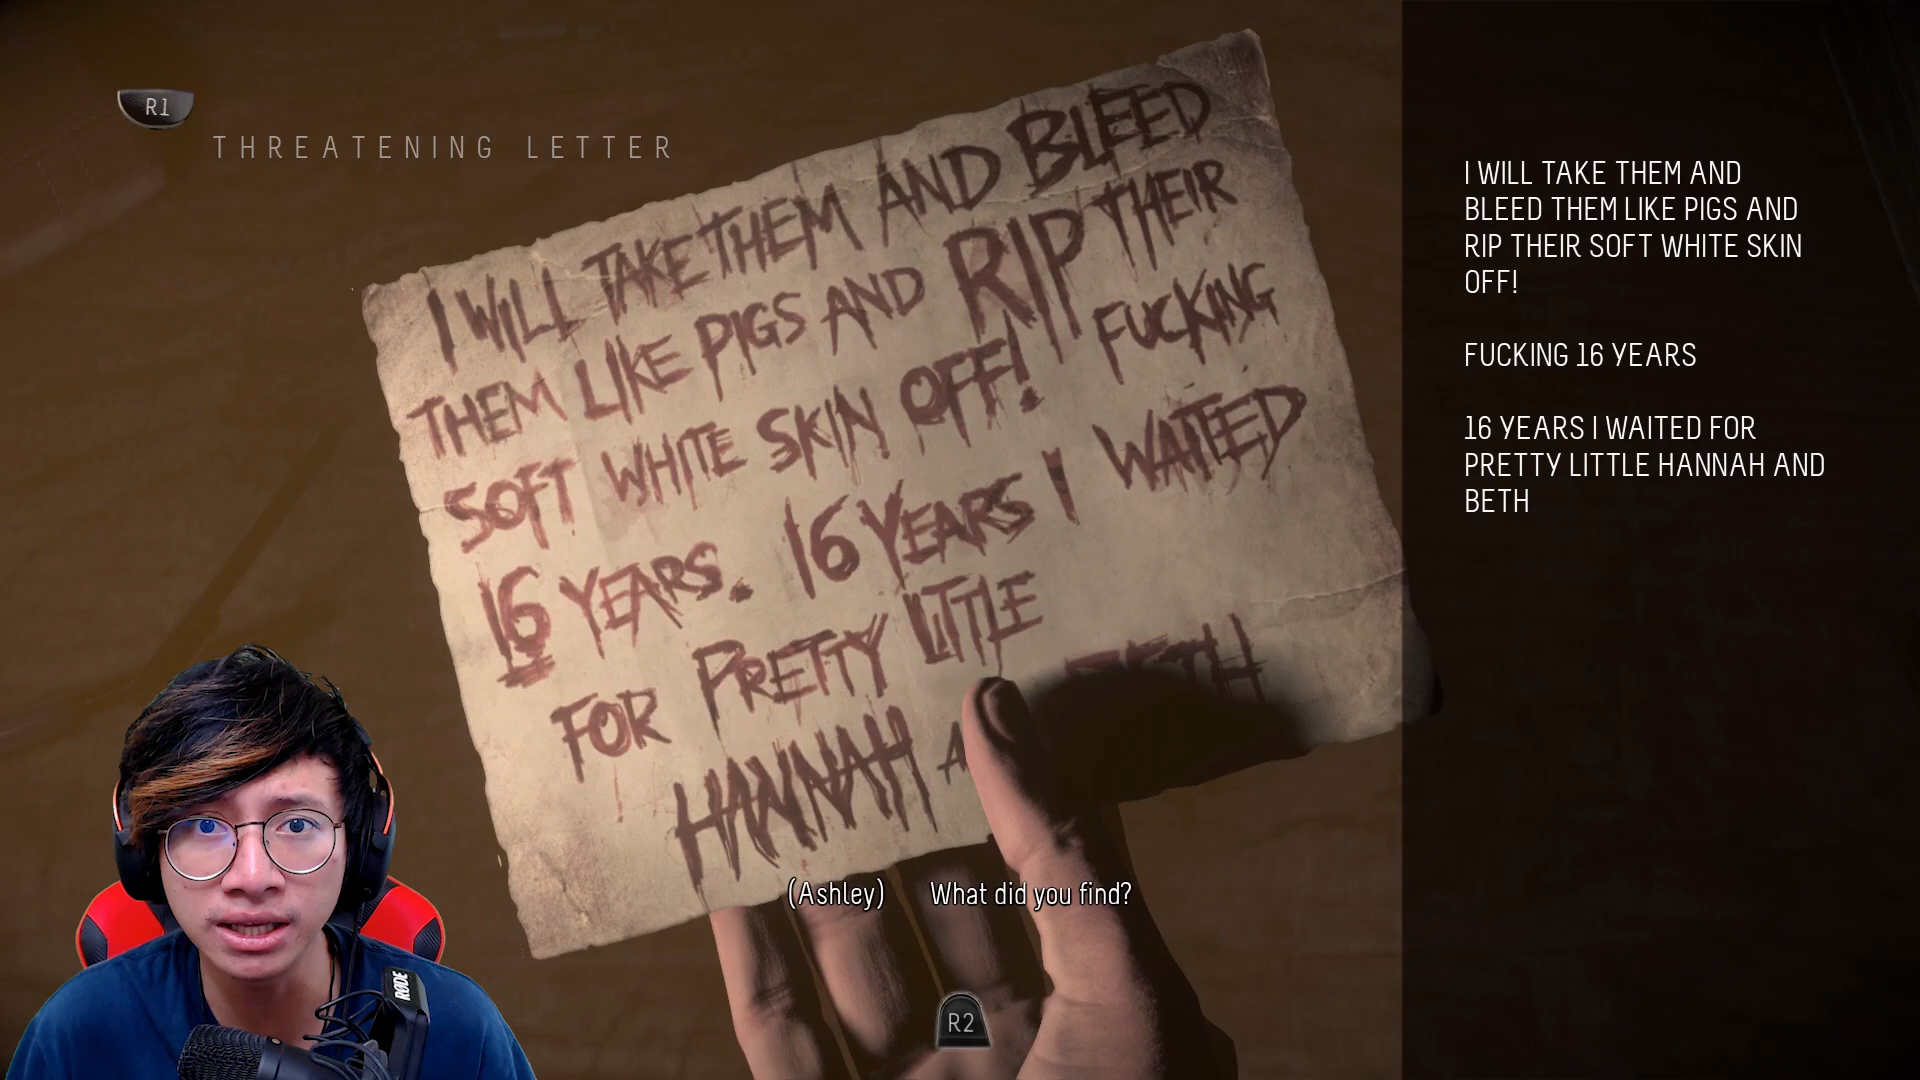 R1
THREATENING LETTER
I WILL TAKE THEM AND BLEED
THEM LIKE PIGS AND RIP THEIR
SOFT WHITE SKIN OFF! FUCKING
16 YEARS. 16 YEARS I WAITED
FOR PRETTY LITTLE
HANNAH A BETH
I WILL TAKE THEM AND
BLEED THEM LIKE PIGS AND
RIP THEIR SOFT WHITE SKIN
OFF!
FUCKING 16 YEARS
16 YEARS I WAITED FOR
PRETTY LITTLE HANNAH AND
BETH
(Ashley) What did you find?
R2
RØDE